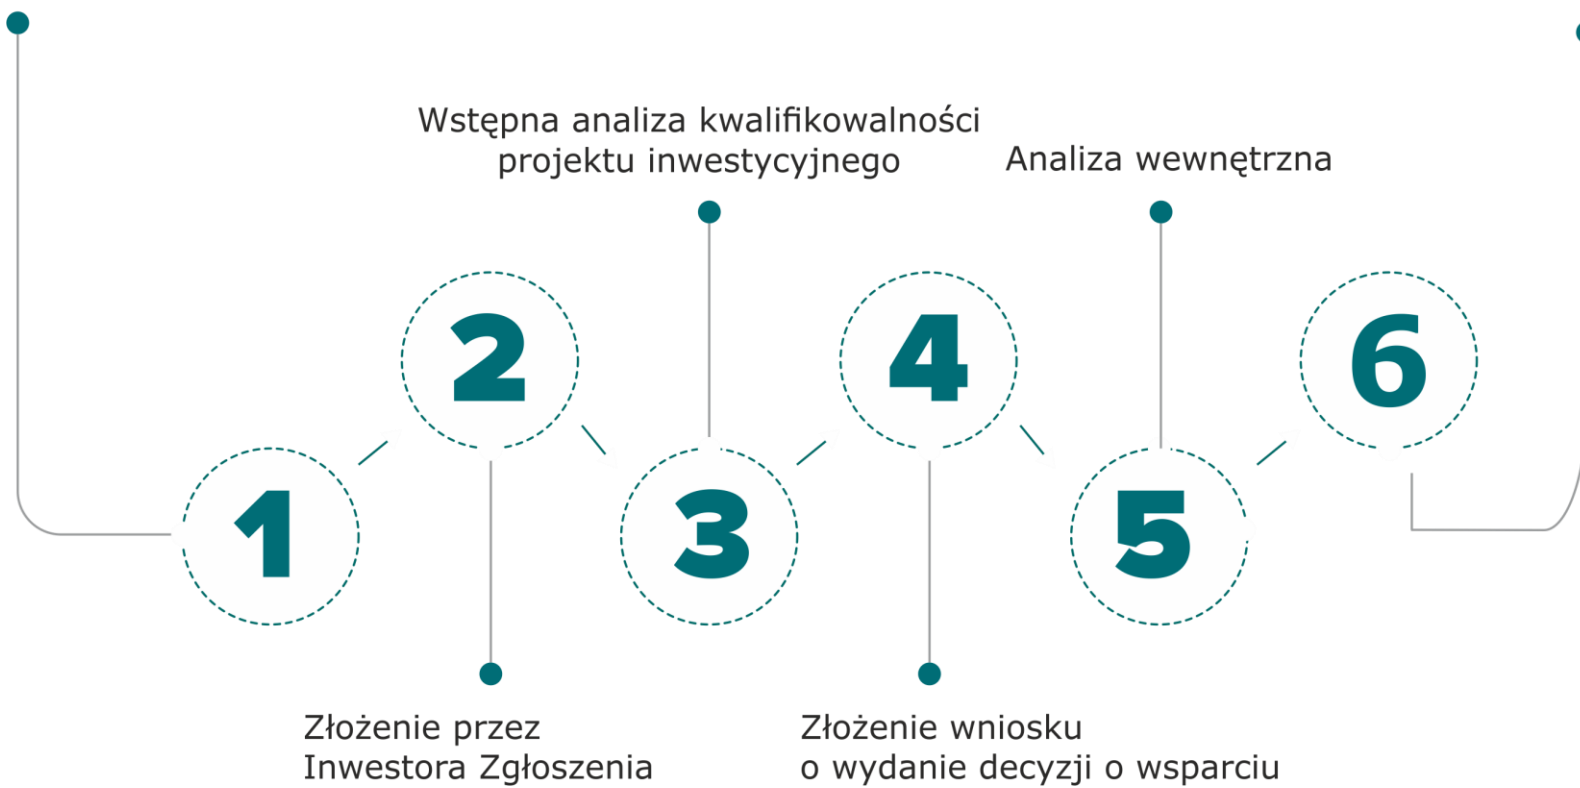 Wstępna analiza kwalifikowalności
projektu inwestycyjnego
Analiza wewnętrzna
2
4
6
1
3
5
Złożenie przez
Inwestora Zgłoszenia
Złożenie wniosku
o wydanie decyzji o wsparciu